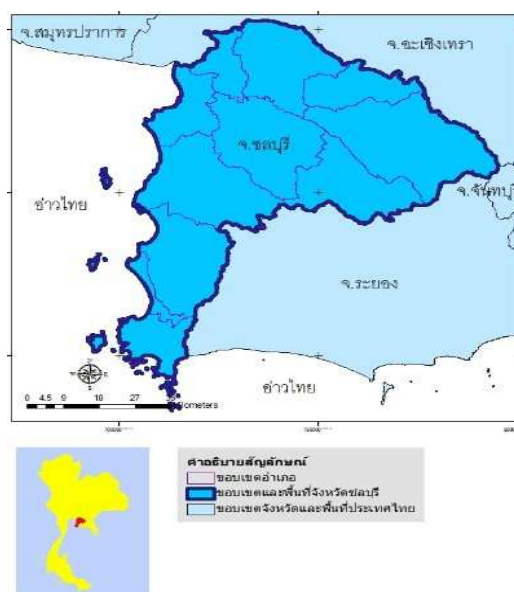 จ.สมุทรปราการ
จ.ฉะเชิงเทรา
จ.ชลบุรี
จ.จันทบุรี
อ่าวไทย
จ.ระยอง
อ่าวไทย
0 4.5 9 18 27
คำอธิบายสัญลักษณ์
ขอบเขตอำเภอ
ขอบเขตและพื้นที่จังหวัดชลบุรี
ขอบเขตจังหวัดและพื้นที่ประเทศไทย